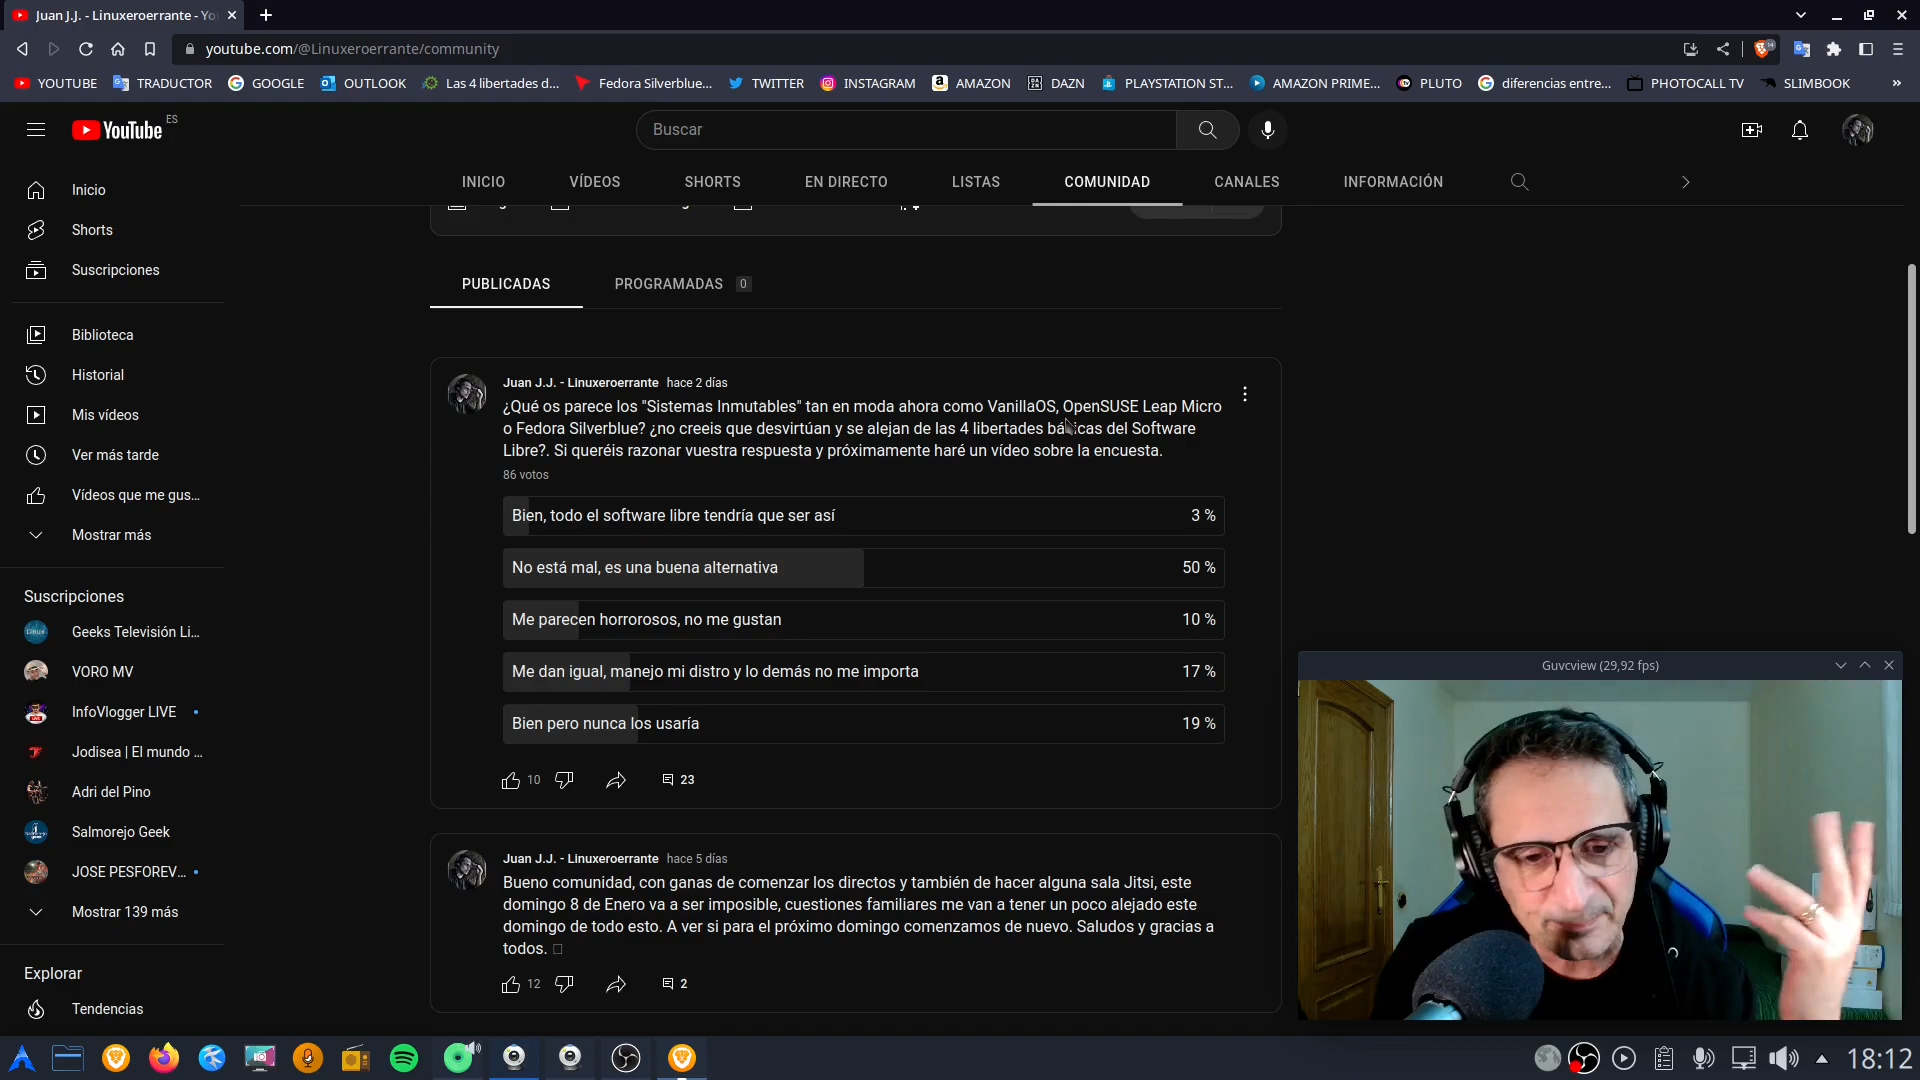 Juan J.J. - Linuxeroerrante - Yo
youtube.com/@Linuxeroerrante/community
14
YOUTUBE
TRADUCTOR
GOOGLE
OUTLOOK
Las 4 libertades d...
Fedora Silverblue...
TWITTER
INSTAGRAM
AMAZON
DAZN
PLAYSTATION ST...
AMAZON PRIME...
PLUTO
diferencias entre...
PHOTOCALL TV
SLIMBOOK
»
YouTube ES
Buscar
INICIO
VÍDEOS
SHORTS
EN DIRECTO
LISTAS
COMUNIDAD
CANALES
INFORMACIÓN
Inicio
Shorts
Suscripciones
Biblioteca
Historial
Mis vídeos
Ver más tarde
Vídeos que me gus...
Mostrar más
Suscripciones
Geeks Televisión Li...
VORO MV
InfoVlogger LIVE
Jodisea | El mundo ...
Adri del Pino
Salmorejo Geek
JOSE PESFOREV...
Mostrar 139 más
Explorar
Tendencias
PUBLICADAS
PROGRAMADAS 0
Juan J.J. - Linuxeroerrante hace 2 días
¿Qué os parece los "Sistemas Inmutables" tan en moda ahora como VanillaOS, OpenSUSE Leap Micro
o Fedora Silverblue? ¿no creeis que desvirtúan y se alejan de las 4 libertades básicas del Software
Libre?. Si queréis razonar vuestra respuesta y próximamente haré un vídeo sobre la encuesta.
86 votos
Bien, todo el software libre tendría que ser así 3 %
No está mal, es una buena alternativa 50 %
Me parecen horrorosos, no me gustan 10 %
Me dan igual, manejo mi distro y lo demás no me importa 17 %
Bien pero nunca los usaría 19 %
10
23
Juan J.J. - Linuxeroerrante hace 5 días
Bueno comunidad, con ganas de comenzar los directos y también de hacer alguna sala Jitsi, este
domingo 8 de Enero va a ser imposible, cuestiones familiares me van a tener un poco alejado este
domingo de todo esto. A ver si para el próximo domingo comenzamos de nuevo. Saludos y gracias a
todos.
12
2
Guvcview (29,92 fps)
18:12